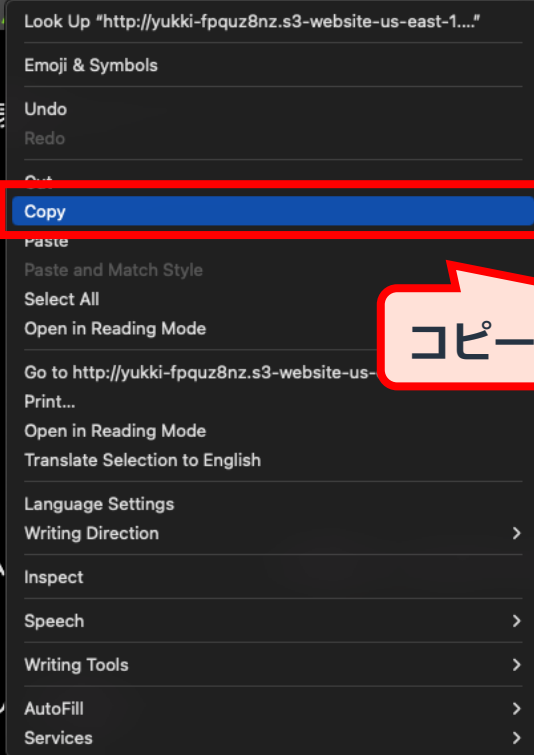 Look Up “http://yukki-fpquz8nz.s3-website-us-east-1....”
Emoji & Symbols
Undo
Redo
Cut
Copy
Paste
Paste and Match Style
Select All
Open in Reading Mode
コピー
Go to http://yukki-fpquz8nz.s3-website-us-
Print...
Open in Reading Mode
Translate Selection to English
Language Settings
Writing Direction
Inspect
Speech
Writing Tools
AutoFill
Services